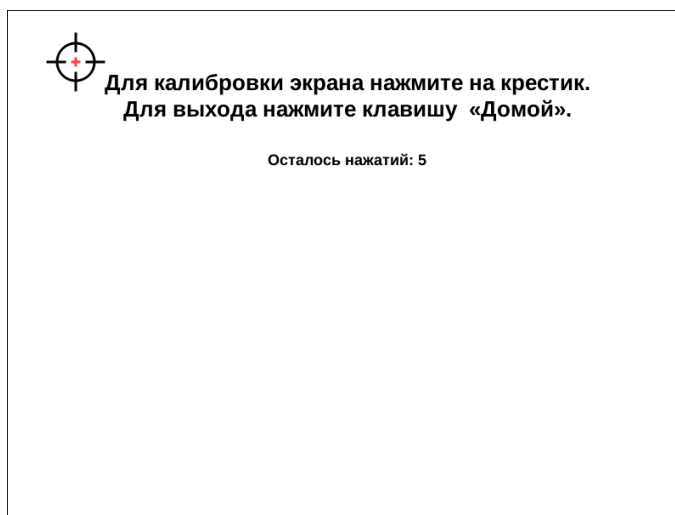 Для калибровки экрана нажмите на крестик.
Для выхода нажмите клавишу  «Домой».
Осталось нажатий: 5